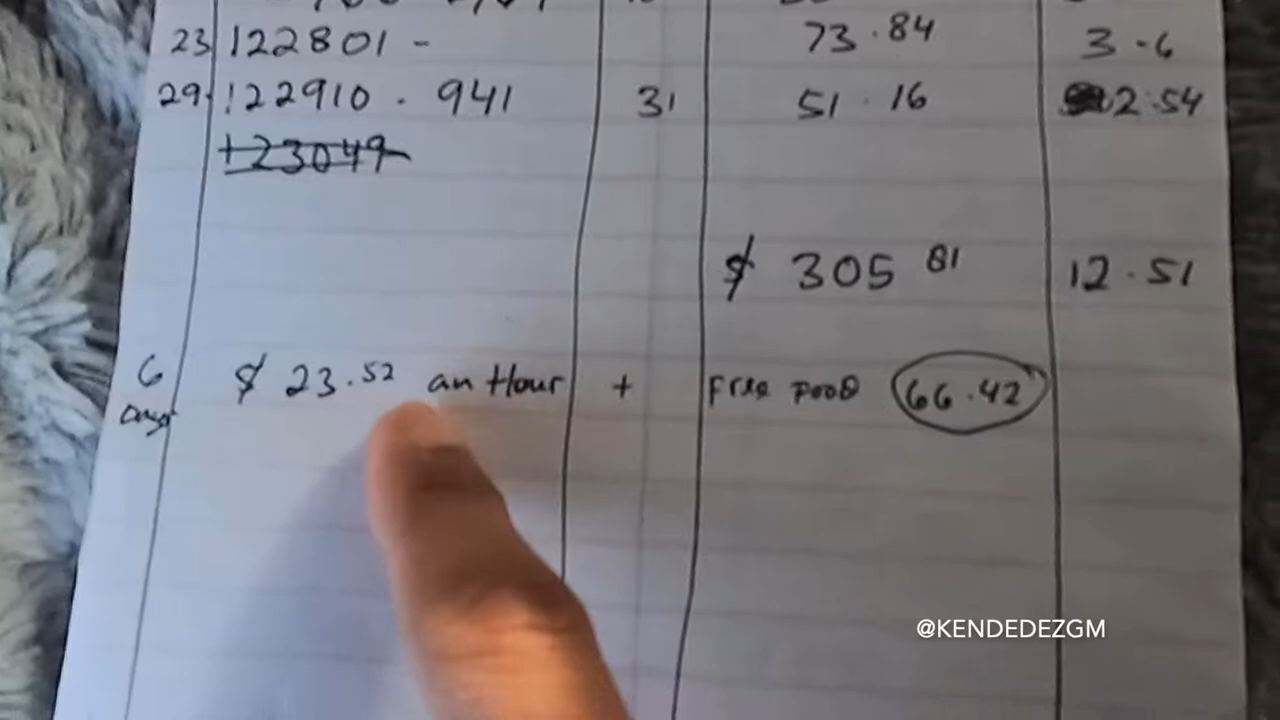 23 122801 - 73.84 3-6
29. 122910. 941 31 51.16 2.54
123049
$ 305 81 12.51
6 $ 23.52 an Hour + Free Food 66.42
Days
@KENDEDEZGM